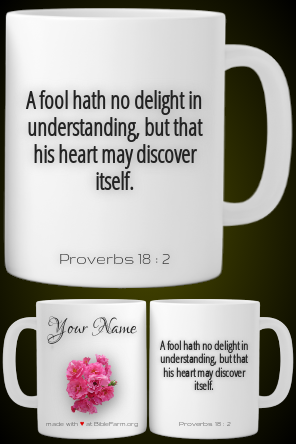 A fool hath no delight in
understanding, but that
his heart may discover
itself.
Proverbs 18 : 2
Your Name
made with ♥ at BibleFarm.org
A fool hath no delight in
understanding, but that
his heart may discover
itself.
Proverbs 18 : 2